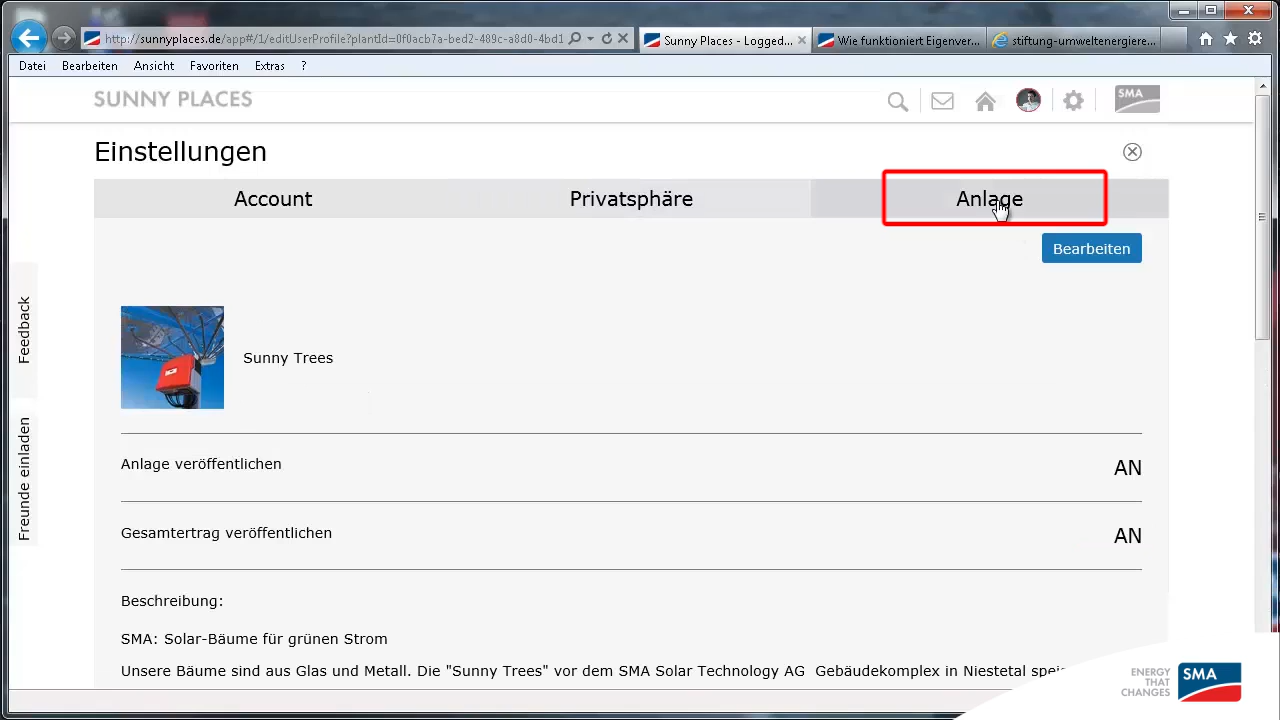 http://sunnyplaces.de/app#/1/editUserProfile?plantId=0f0acb7a-bed2-489c-a8d0-4bd1
Sunny Places - Logged...
Wie funktioniert Eigenver...
stiftung-umweltenergiere...
Datei Bearbeiten Ansicht Favoriten Extras ?
SUNNY PLACES
SMA
Einstellungen
Account Privatsphäre Anlage
Bearbeiten
Feedback
Sunny Trees
Freunde einladen
Anlage veröffentlichen AN
Gesamtertrag veröffentlichen AN
Beschreibung:
SMA: Solar-Bäume für grünen Strom
Unsere Bäume sind aus Glas und Metall. Die "Sunny Trees" vor dem SMA Solar Technology AG Gebäudekomplex in Niestetal
ENERGY
THAT
CHANGES
SMA